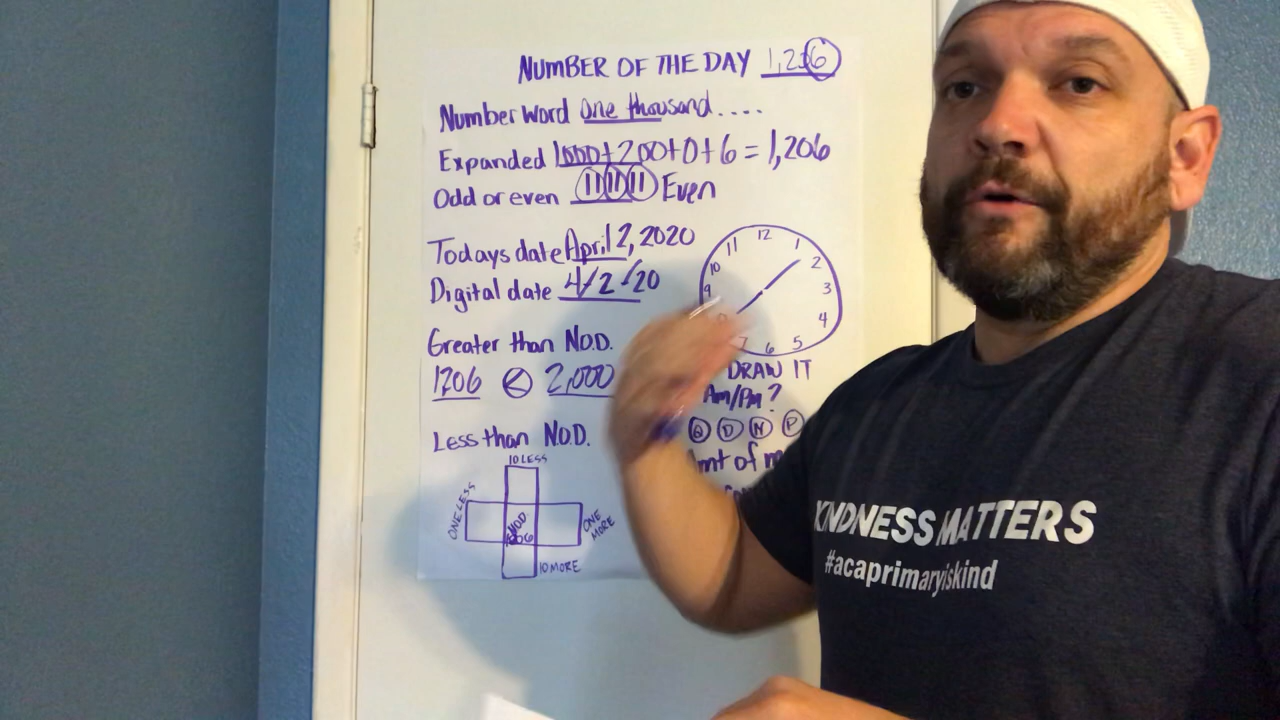 NUMBER OF THE DAY 1,206
Number word One thousand....
Expanded 1000+200+0+6=1,206
Odd or even Even
Todays date April 2, 2020
Digital date 4/2/20
Greater than N.O.D.
1206 < 2,000
Less than N.O.D.
10 LESS
ONE LESS
N.O.D.
ONE MORE
10 MORE
12
11 1
10 2
9 3
4
7 6 5
DRAW IT
Am/Pm?
Q D N P
KINDNESS MATTERS
#acaprimaryiskind